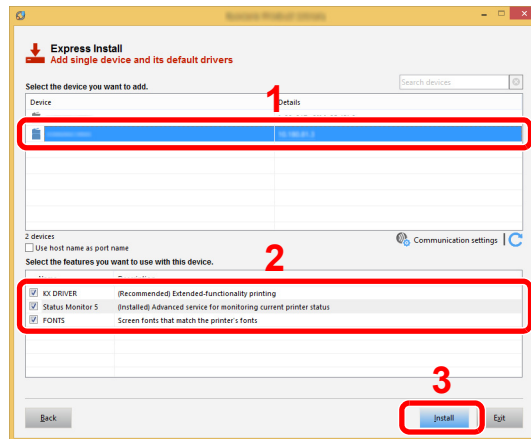 Express Install
Add single device and its default drivers
Search devices
Select the device you want to add.
1
Device Details
2 devices
Communication settings
Use host name as port name
2
Select the features you want to use with this device.
KX DRIVER (Recommended) Extended-functionality printing
Status Monitor 5 (Installed) Advanced service for monitoring current printer status
FONTS Screen fonts that match the printer's fonts
3
Back Install Exit